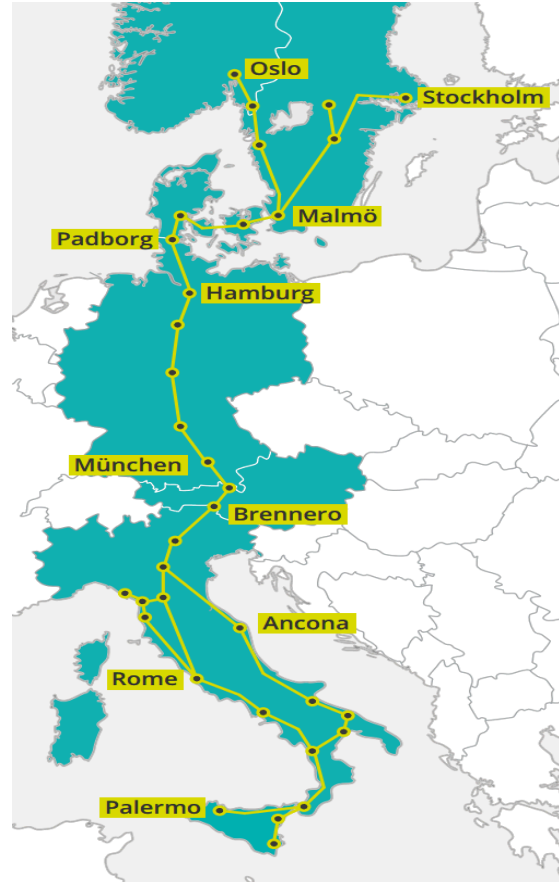 Oslo
Stockholm
Malmö
Padborg
Hamburg
München
Brennero
Ancona
Rome
Palermo